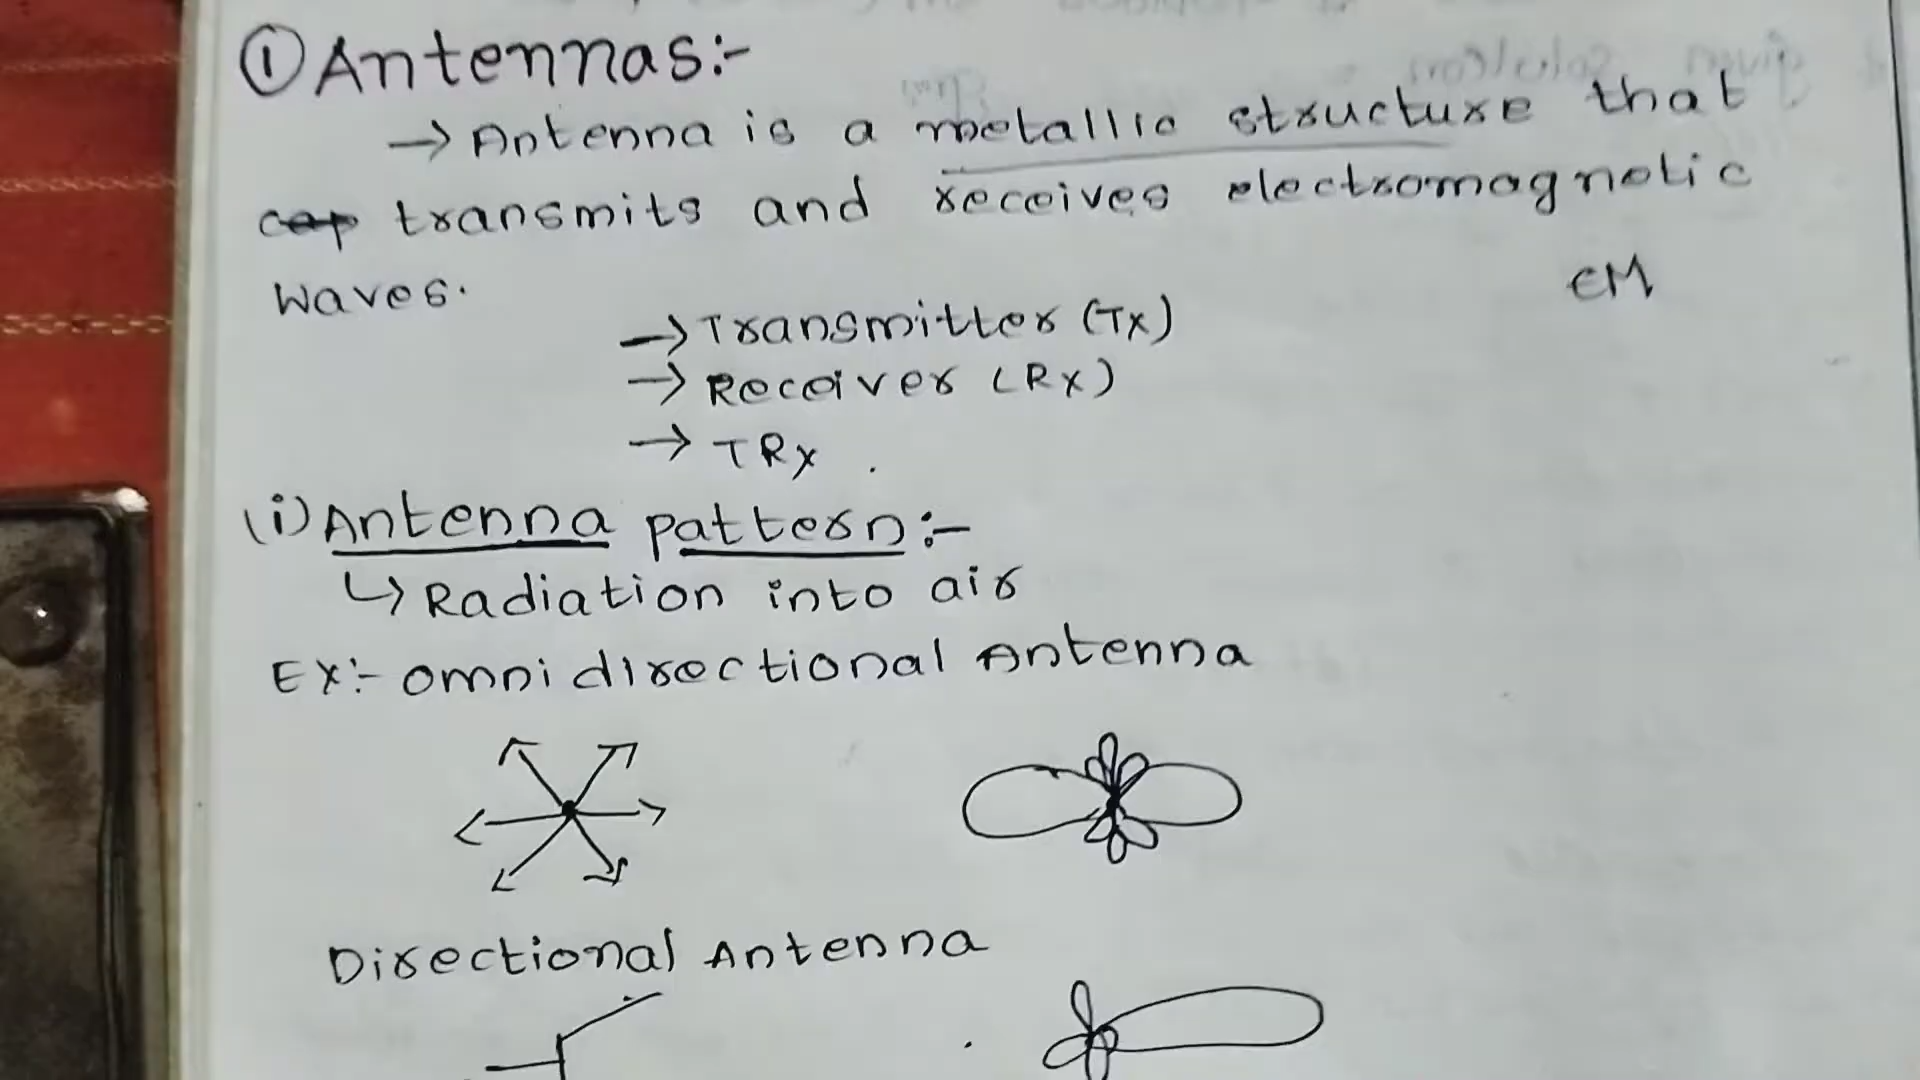 ① Antennas:-
→ Antenna is a metallic structure that
cap transmits and receives electromagnetic
waves.
EM
→ Transmitter (Tx)
→ Receiver (Rx)
→ TRx
(i) Antenna pattern:-
↳ Radiation into air
Ex:- omnidirectional Antenna
Directional Antenna